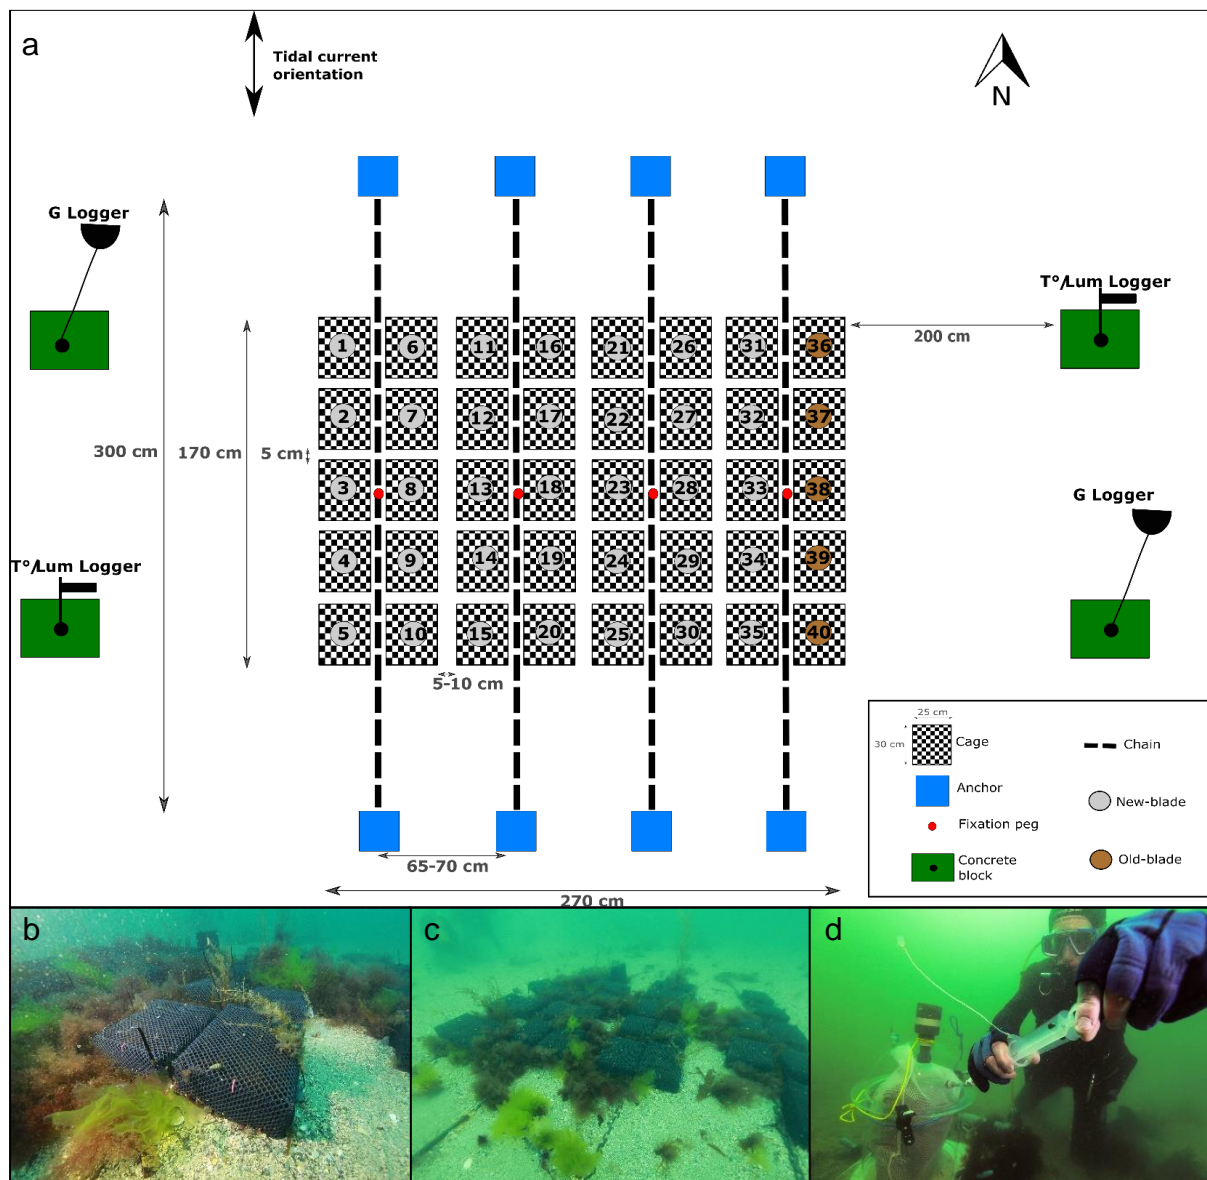 a
Tidal current
orientation
N
G Logger
T°/Lum Logger
1 6 11 16 21 26 31 36
200 cm
2 7 12 17 22 27 32 37
300 cm 170 cm 5 cm
3 8 13 18 23 28 33 38
G Logger
4 9 14 19 24 29 34 39
T°/Lum Logger
5 10 15 20 25 30 35 40
5-10 cm
25 cm
30 cm
Cage
Chain
Anchor
New-blade
Fixation peg
Concrete
block
Old-blade
65-70 cm
270 cm
b
c
d